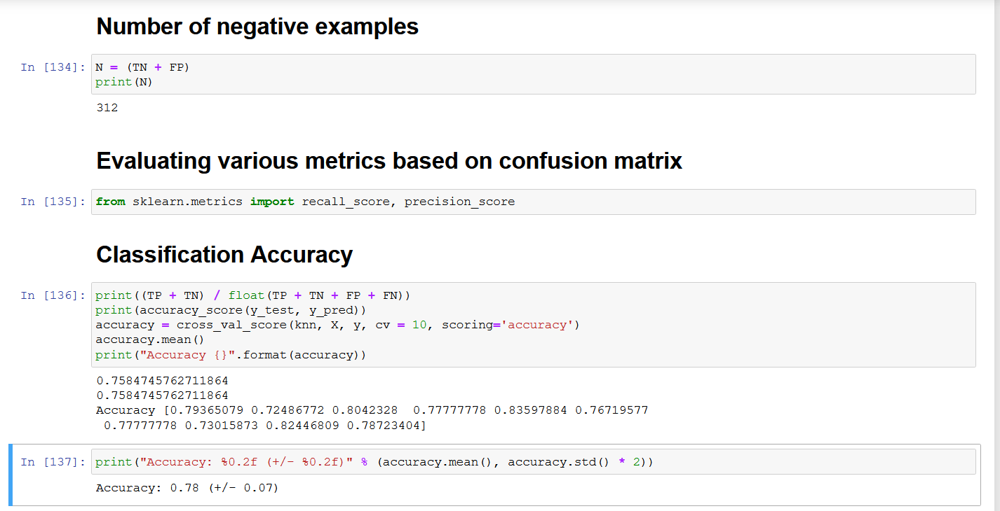 Number of negative examples
In [134]: N = (TN + FP)
print(N)
312
Evaluating various metrics based on confusion matrix
In [135]: from sklearn.metrics import recall_score, precision_score
Classification Accuracy
In [136]: print((TP + TN) / float(TP + TN + FP + FN))
print(accuracy_score(y_test, y_pred))
accuracy = cross_val_score(knn, X, y, cv = 10, scoring='accuracy')
accuracy.mean()
print("Accuracy {}".format(accuracy))
0.7584745762711864
0.7584745762711864
Accuracy [0.79365079 0.72486772 0.8042328  0.77777778 0.83597884 0.76719577
0.77777778 0.73015873 0.82446809 0.78723404]
In [137]: print("Accuracy: %0.2f (+/- %0.2f)" % (accuracy.mean(), accuracy.std() * 2))
Accuracy: 0.78 (+/- 0.07)